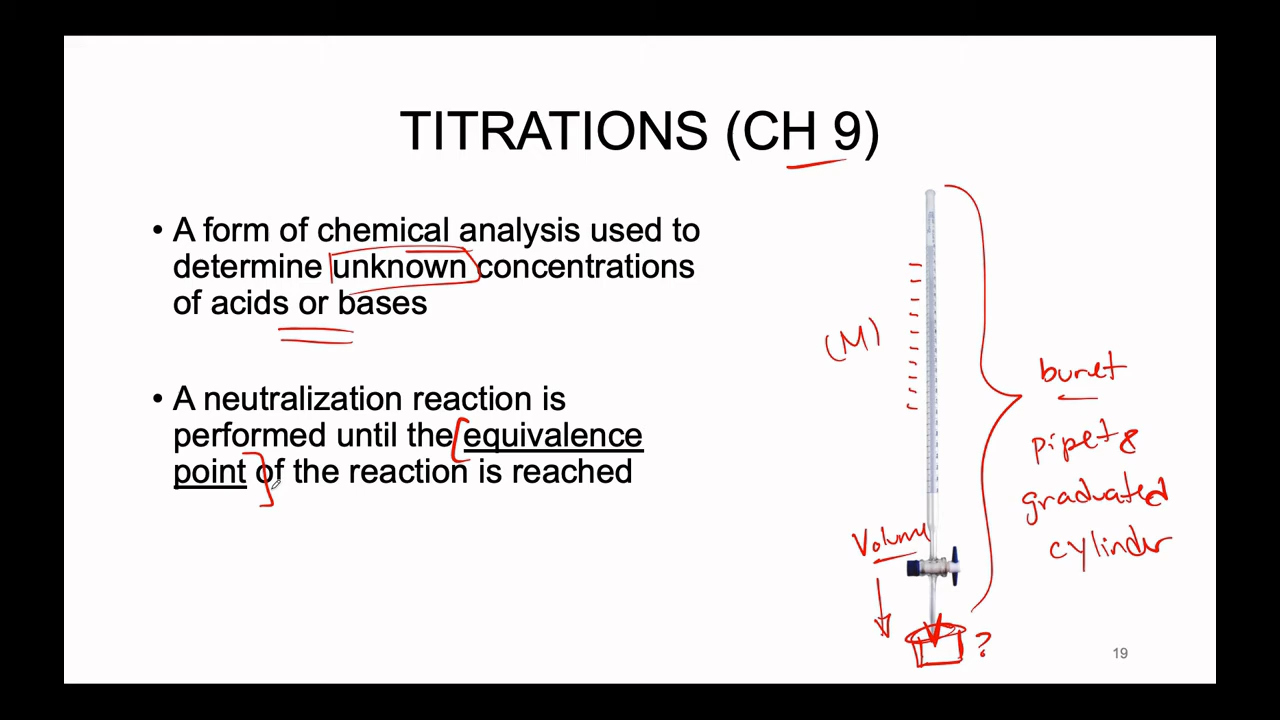 TITRATIONS (CH 9)
• A form of chemical analysis used to
determine unknown concentrations
of acids or bases
• A neutralization reaction is
performed until the equivalence
point of the reaction is reached
(M)
buret
pipet &
graduated
cylinder
Volume
?
19